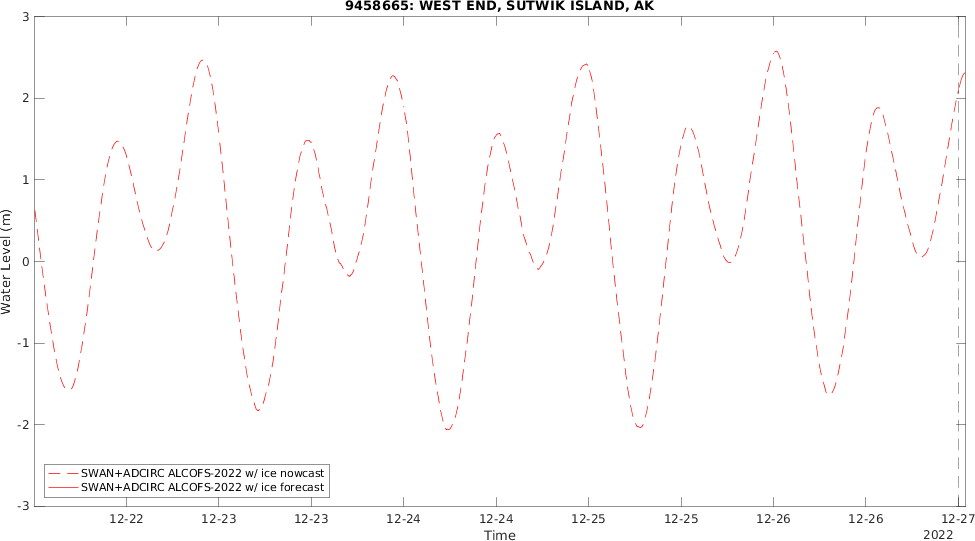 9458665: WEST END, SUTWIK ISLAND, AK
3
2
1
0
-1
-2
-3
Water Level (m)
SWAN+ADCIRC ALCOFS-2022 w/ ice nowcast
SWAN+ADCIRC ALCOFS-2022 w/ ice forecast
12-22 12-23 12-23 12-24 12-24 12-25 12-25 12-26 12-26 12-27
Time
2022